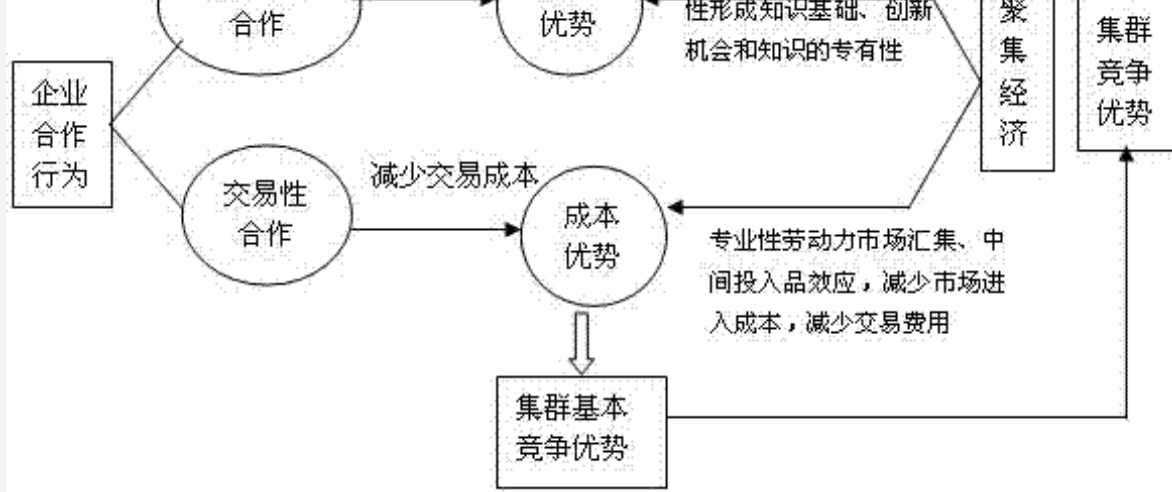 合作
优势
性形成知识基础、创新
机会和知识的专有性
聚
集
经
济
集群
竞争
优势
企业
合作
行为
交易性
合作
减少交易成本
成本
优势
专业性劳动力市场汇集、中
间投入品效应，减少市场进
入成本，减少交易费用
集群基本
竞争优势